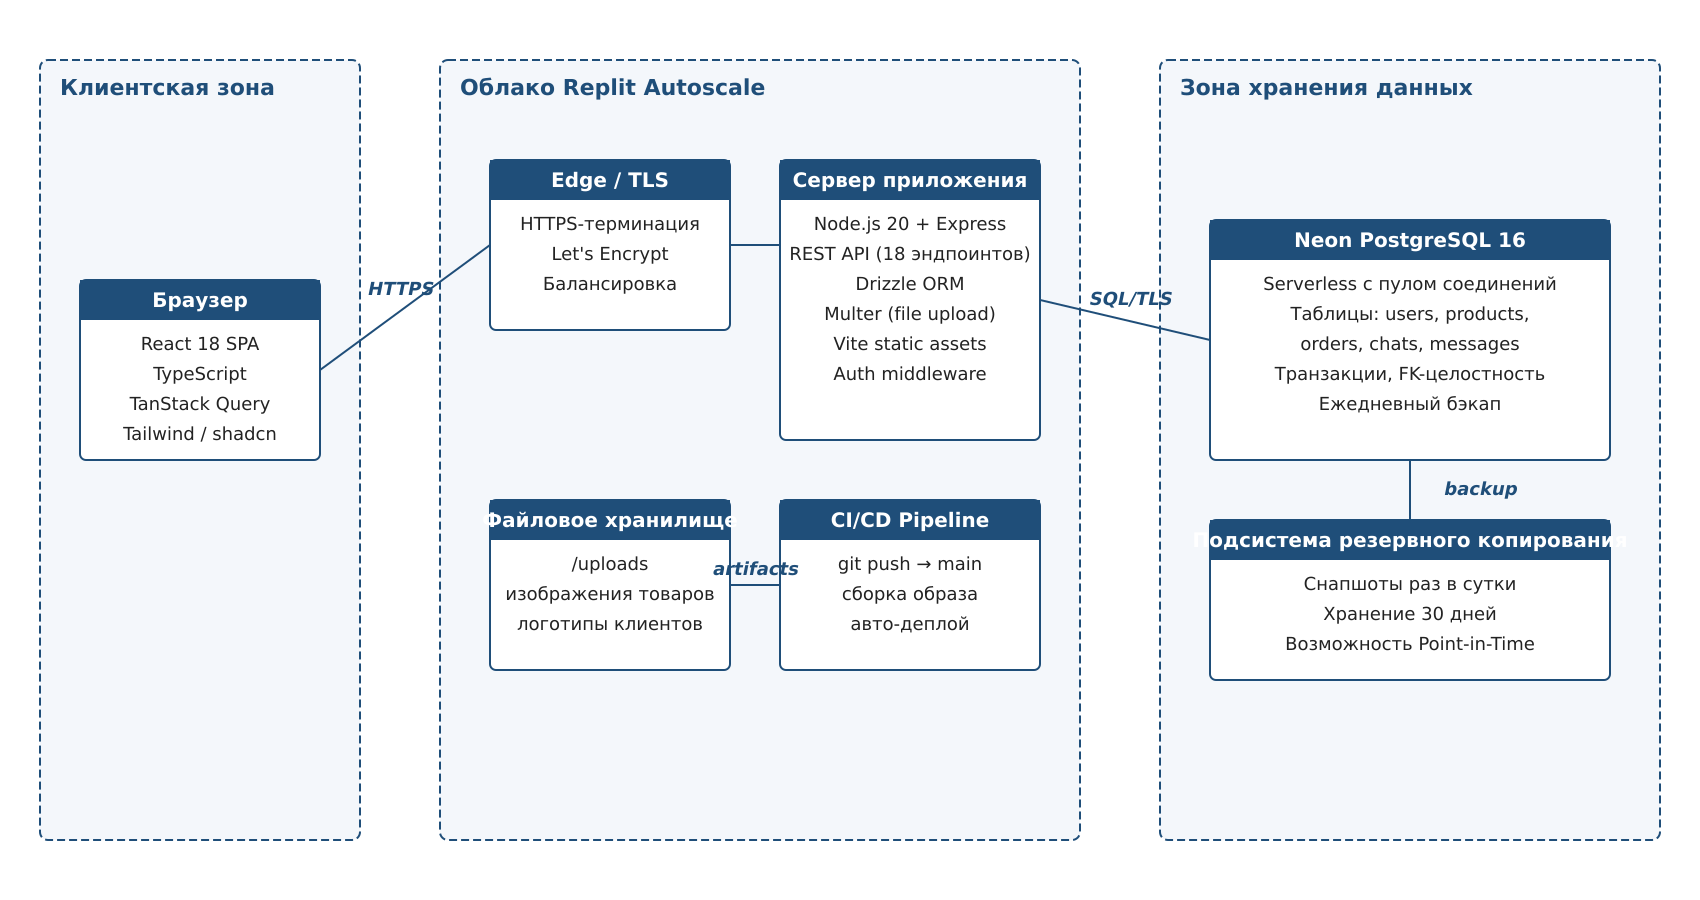 Клиентская зона
Браузер
React 18 SPA
TypeScript
TanStack Query
Tailwind / shadcn
HTTPS
Облако Replit Autoscale
Edge / TLS
HTTPS-терминация
Let's Encrypt
Балансировка
Сервер приложения
Node.js 20 + Express
REST API (18 эндпоинтов)
Drizzle ORM
Multer (file upload)
Vite static assets
Auth middleware
Файловое хранилище
/uploads
изображения товаров
логотипы клиентов
artifacts
CI/CD Pipeline
git push → main
сборка образа
авто-деплой
SQL/TLS
Зона хранения данных
Neon PostgreSQL 16
Serverless с пулом соединений
Таблицы: users, products,
orders, chats, messages
Транзакции, FK-целостность
Ежедневный бэкап
backup
Подсистема резервного копирования
Снапшоты раз в сутки
Хранение 30 дней
Возможность Point-in-Time